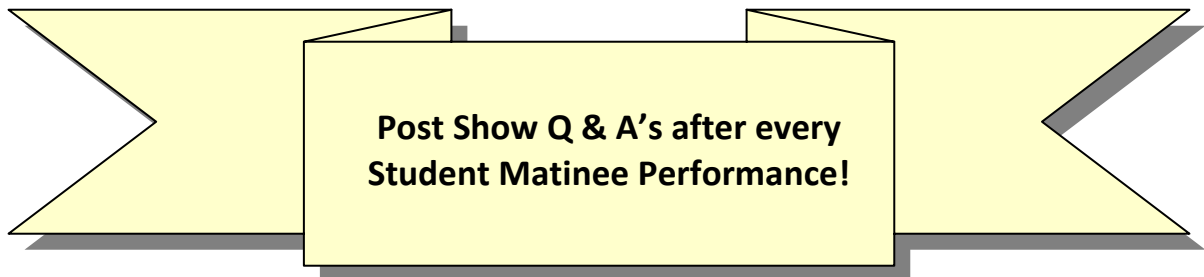 Post Show Q & A’s after every
Student Matinee Performance!